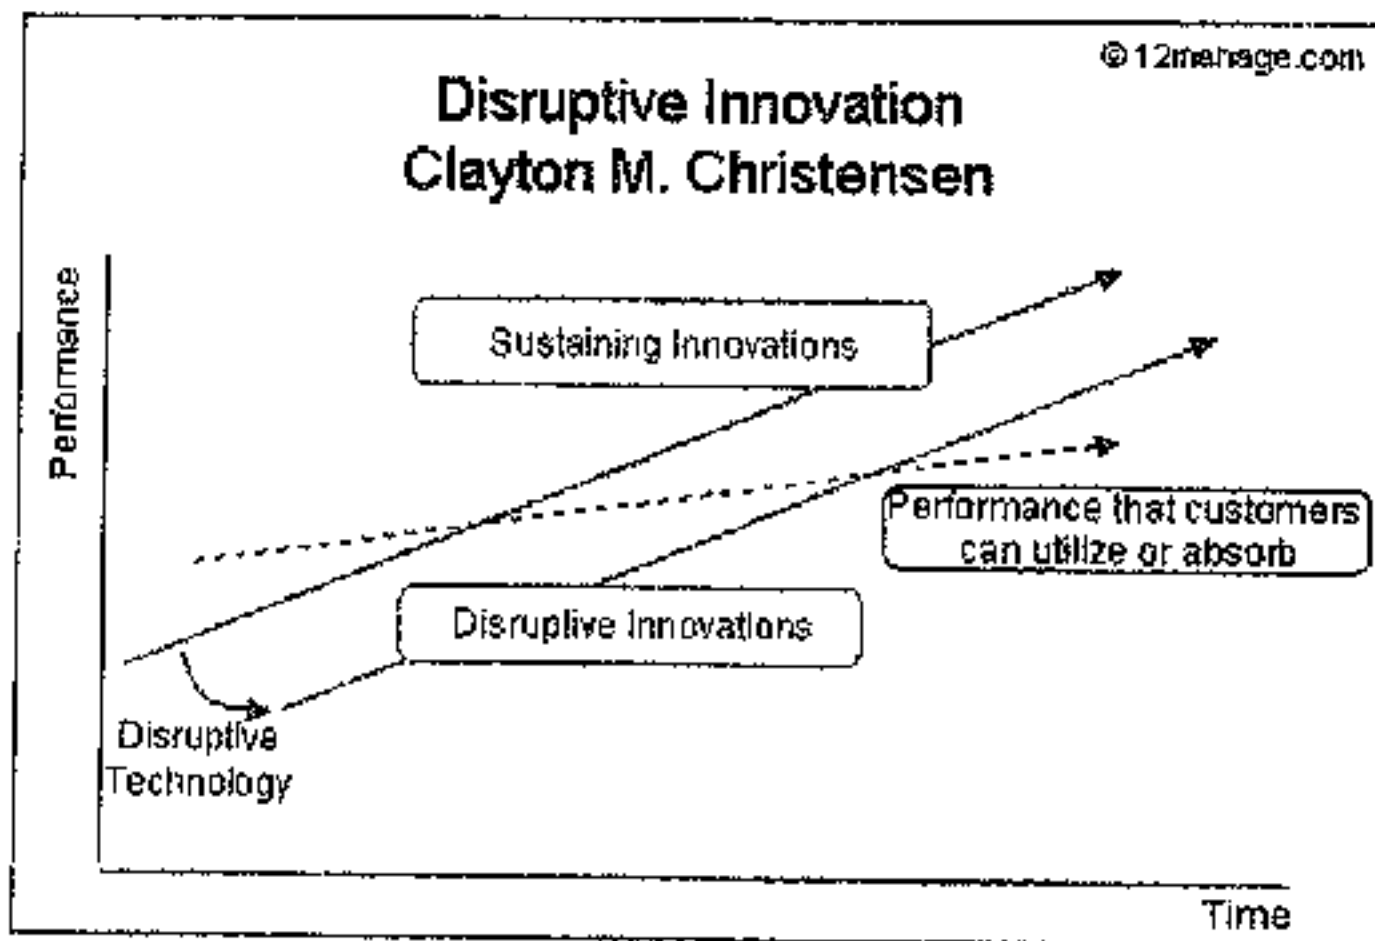 © 12manage.com
Disruptive Innovation
Clayton M. Christensen
Performance
Sustaining Innovations
Performance that customers
can utilize or absorb
Disruptive Innovations
Disruptive
Technology
Time